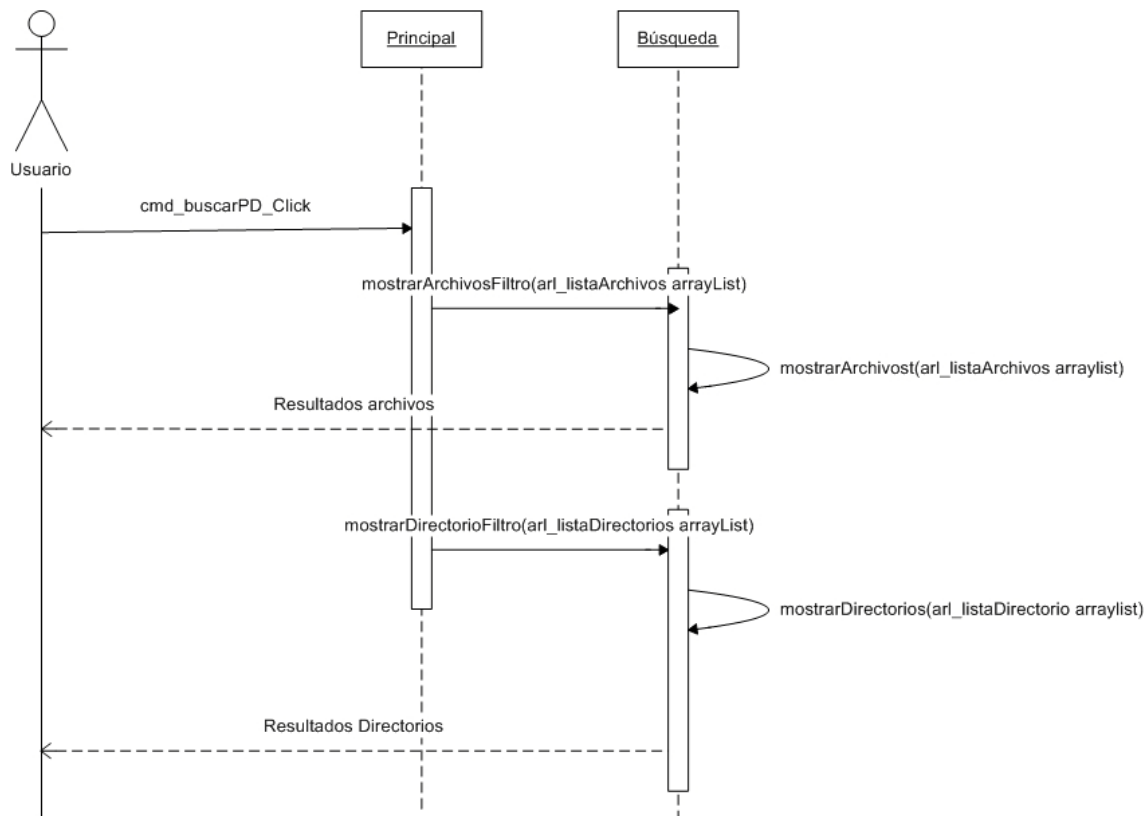 Principal
Búsqueda
Usuario
cmd_buscarPD_Click
mostrarArchivosFiltro(arl_listaArchivos arrayList)
mostrarArchivost(arl_listaArchivos arraylist)
Resultados archivos
mostrarDirectorioFiltro(arl_listaDirectorios arrayList)
mostrarDirectorios(arl_listaDirectorio arraylist)
Resultados Directorios